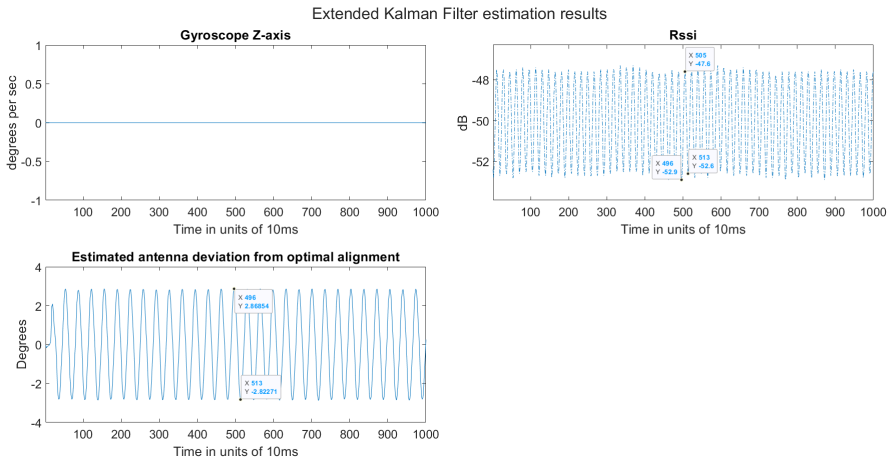 Extended Kalman Filter estimation results
Gyroscope Z-axis
degrees per sec
1
0.5
0
-0.5
-1
100 200 300 400 500 600 700 800 900 1000
Time in units of 10ms
Rssi
dB
-48
-50
-52
X 505
Y -47.6
X 496
Y -52.9
X 513
Y -52.6
100 200 300 400 500 600 700 800 900 1000
Time in units of 10ms
Estimated antenna deviation from optimal alignment
Degrees
4
2
0
-2
-4
X 496
Y 2.86854
X 513
Y -2.82271
100 200 300 400 500 600 700 800 900 1000
Time in units of 10ms